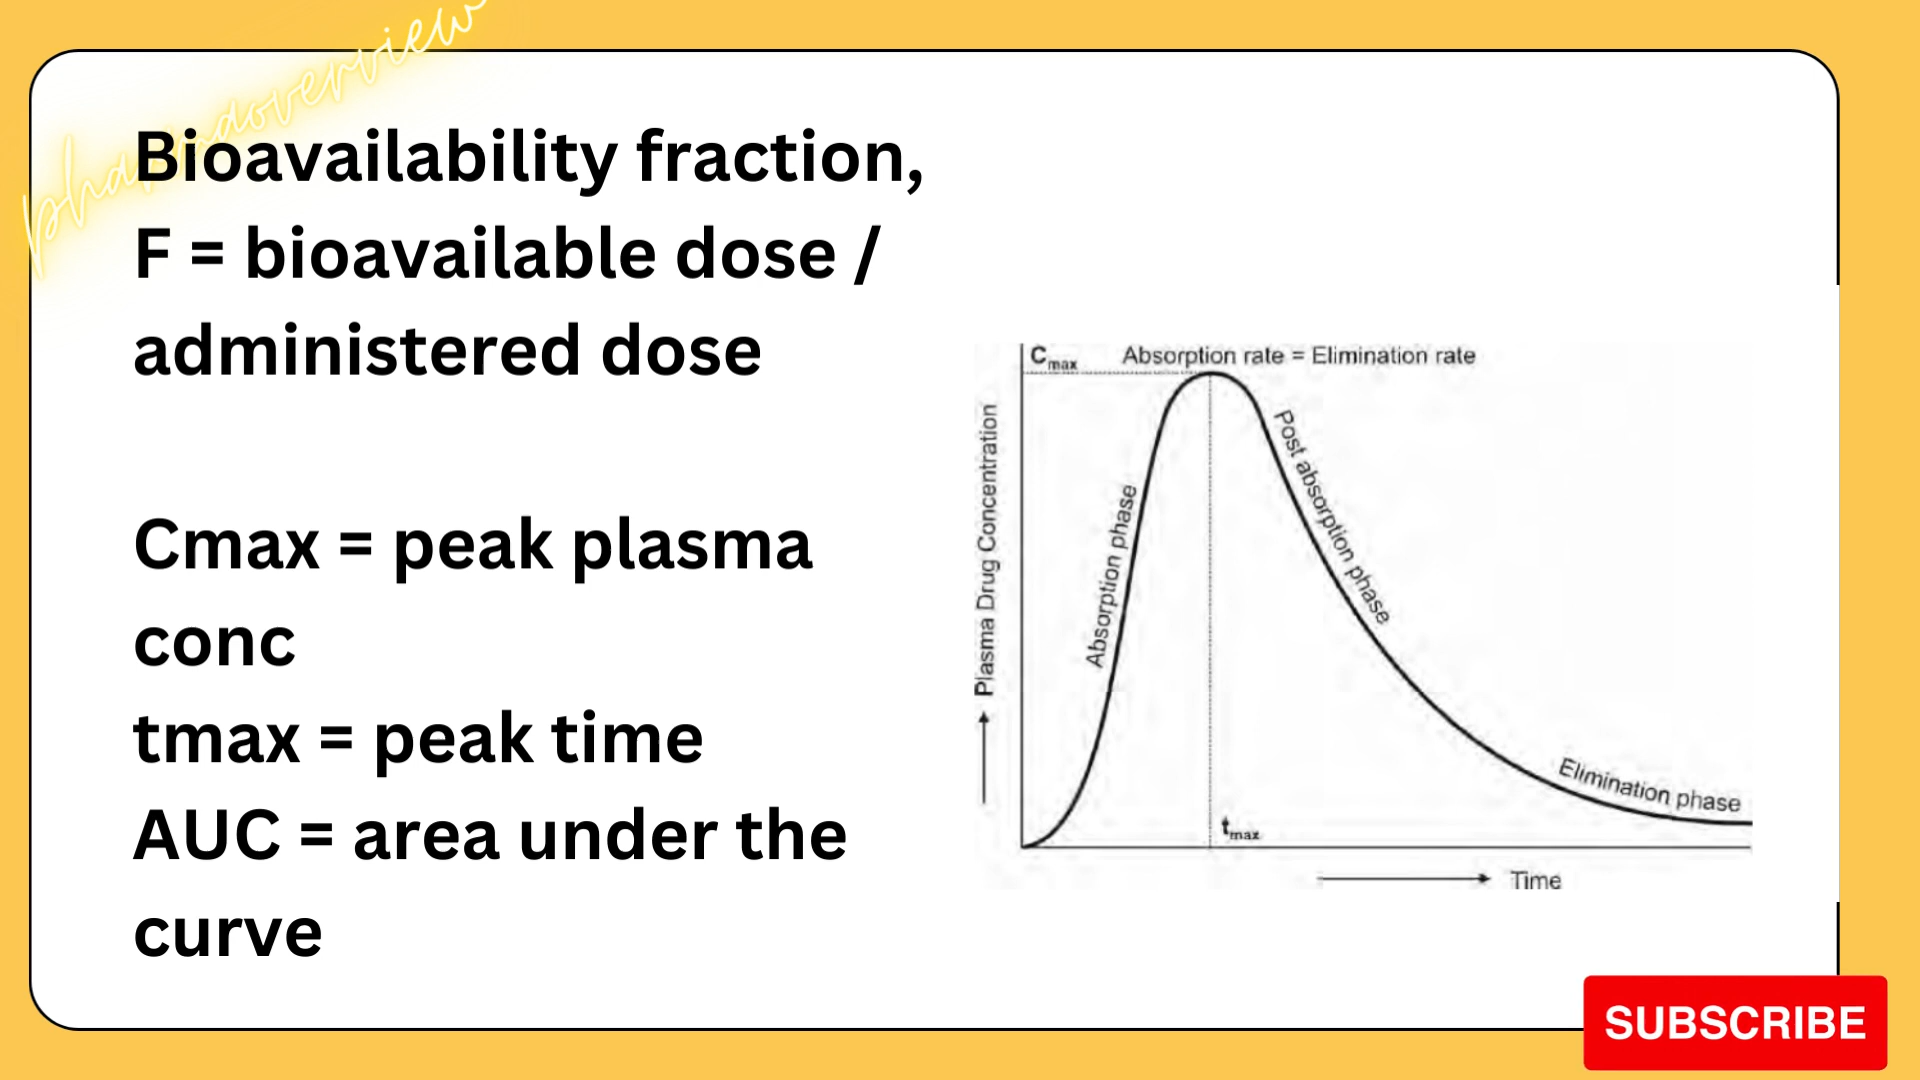 Bioavailability fraction,
F = bioavailable dose /
administered dose
Cmax = peak plasma
conc
tmax = peak time
AUC = area under the
curve
Cmax
Absorption rate = Elimination rate
Plasma Drug Concentration
Absorption phase
Post absorption phase
Elimination phase
tmax
Time
SUBSCRIBE